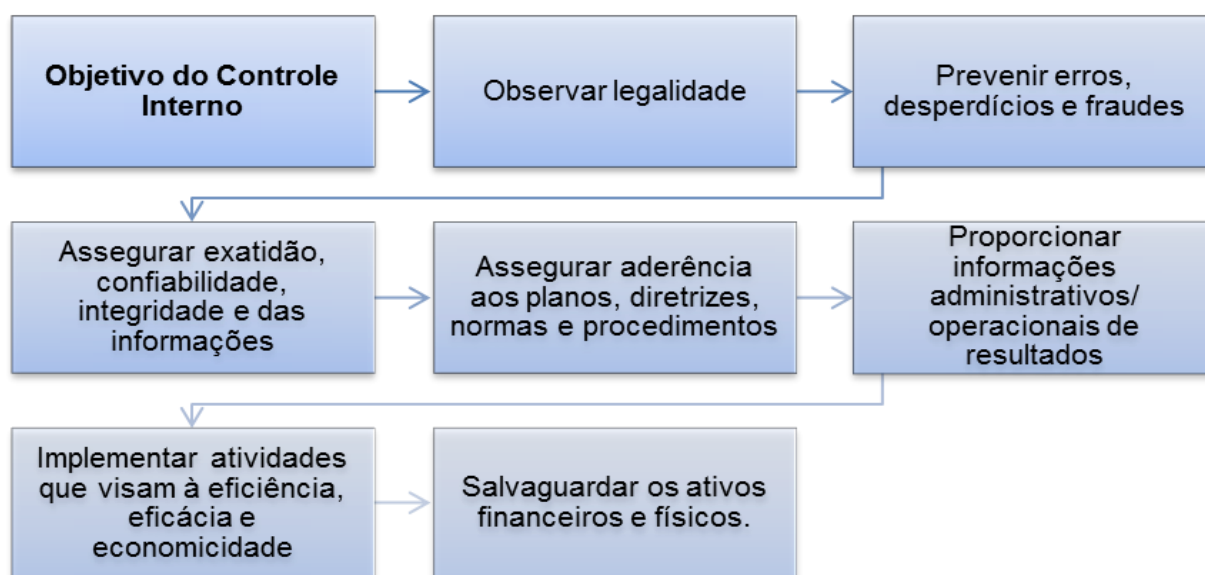 Objetivo do Controle
Interno
Observar legalidade
Prevenir erros,
desperdícios e fraudes
Assegurar exatidão,
confiabilidade,
integridade e das
informações
Assegurar aderência
aos planos, diretrizes,
normas e procedimentos
Proporcionar
informações
administrativos/
operacionais de
resultados
Implementar atividades
que visam à eficiência,
eficácia e
economicidade
Salvaguardar os ativos
financeiros e físicos.